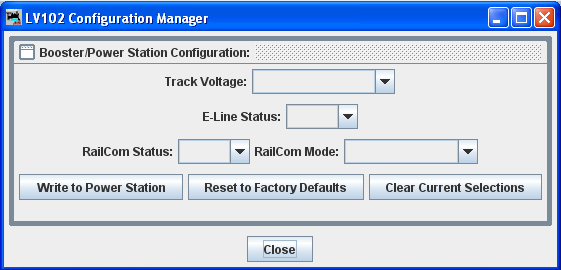 LV102 Configuration Manager
Booster/Power Station Configuration:
Track Voltage:
E-Line Status:
RailCom Status: RailCom Mode:
Write to Power Station Reset to Factory Defaults Clear Current Selections
Close